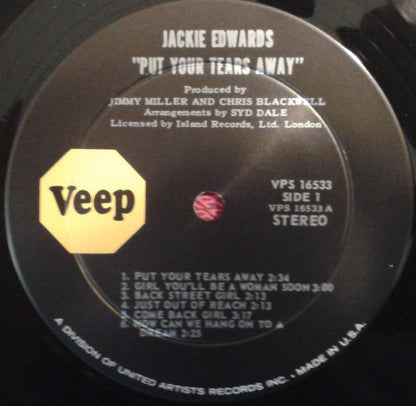 JACKIE EDWARDS
"PUT YOUR TEARS AWAY"
Produced by
JIMMY MILLER AND CHRIS BLACKWELL
Arrangements by SYD DALE
Licensed by Island Records, Ltd. London
Veep
VPS 16533
SIDE 1
VPS 16533 A
STEREO
1. PUT YOUR TEARS AWAY 2:34
2. GIRL YOU'LL BE A WOMAN SOON 3:00
3. BACK STREET GIRL 2:13
4. JUST OUT OF REACH 2:13
5. COME BACK GIRL 3:17
6. HOW CAN WE HANG ON TO A
DREAM 2:25
A DIVISION OF UNITED ARTISTS RECORDS INC. • MADE IN U.S.A.